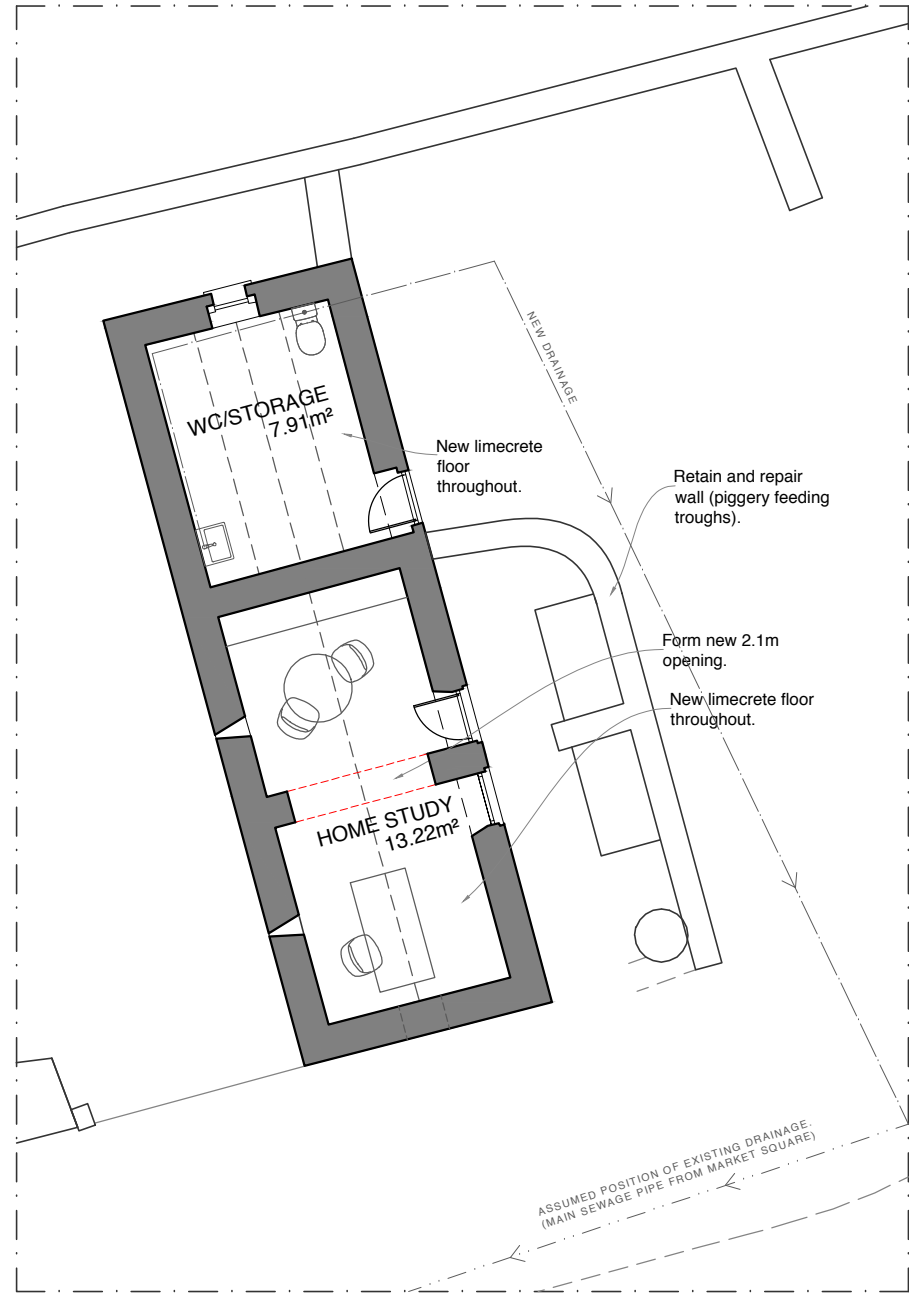 NEW DRAINAGE
WC/STORAGE
7.91m²
New limecrete
floor
throughout.
Retain and repair
wall (piggery feeding
troughs).
Form new 2.1m
opening.
New limecrete floor
throughout.
HOME STUDY
13.22m²
ASSUMED POSITION OF EXISTING DRAINAGE.
(MAIN SEWAGE PIPE FROM MARKET SQUARE)